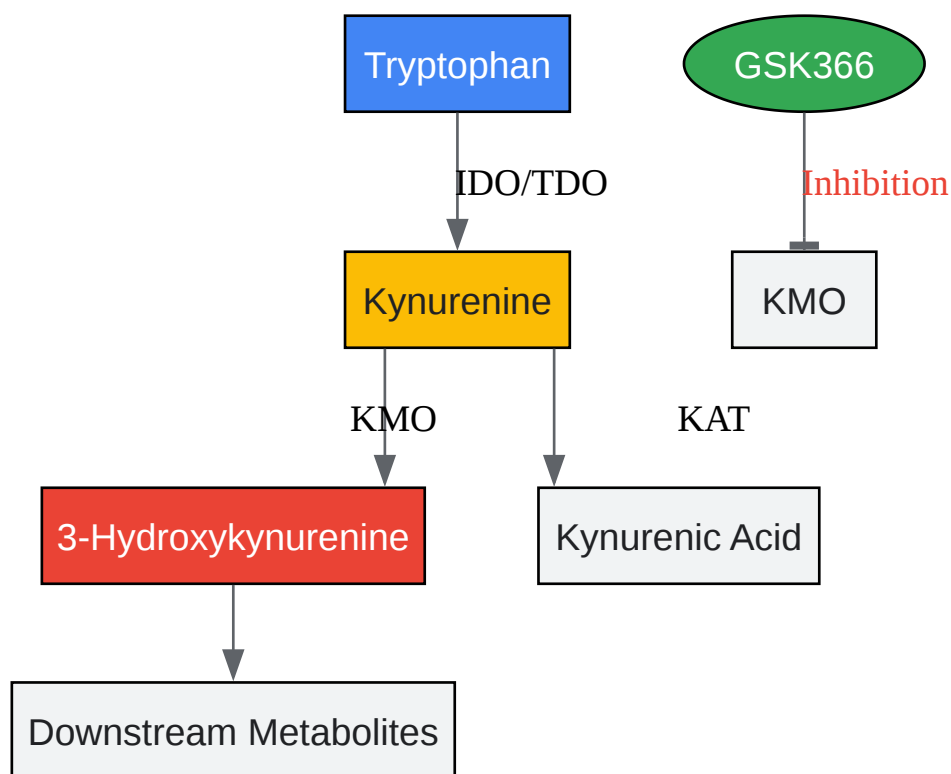 Tryptophan
GSK366
IDO/TDO
Inhibition
Kynurenine
KMO
KMO
KAT
3-Hydroxykynurenine
Kynurenic Acid
Downstream Metabolites